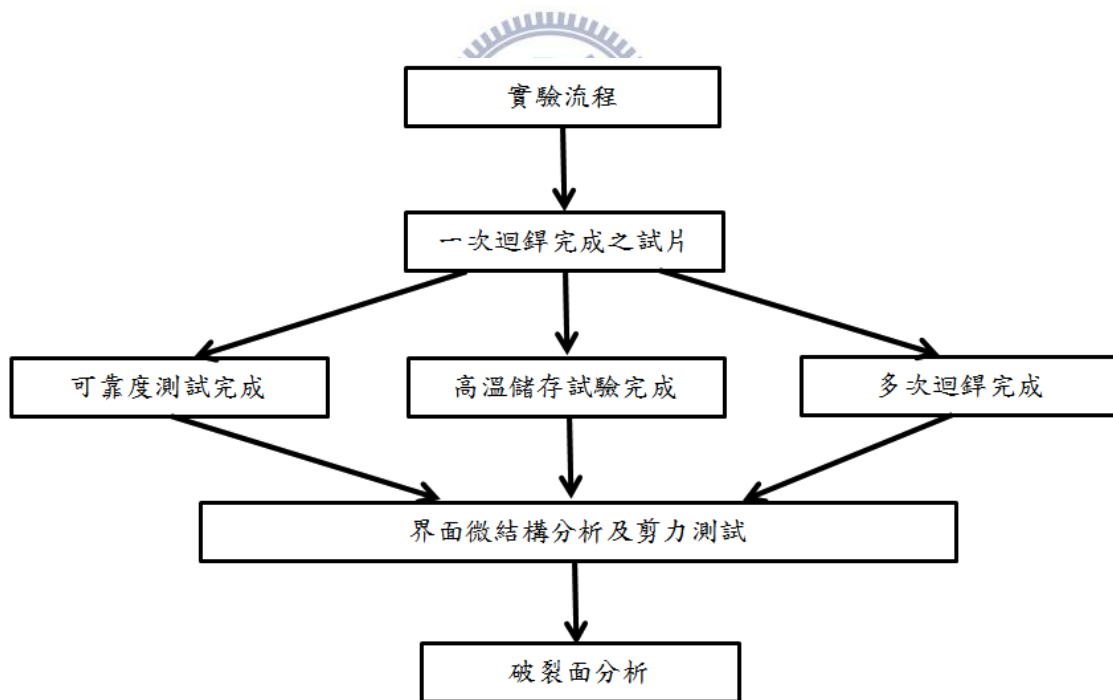 實驗流程
一次迴銲完成之試片
可靠度測試完成
高溫儲存試驗完成
多次迴銲完成
界面微結構分析及剪力測試
破裂面分析